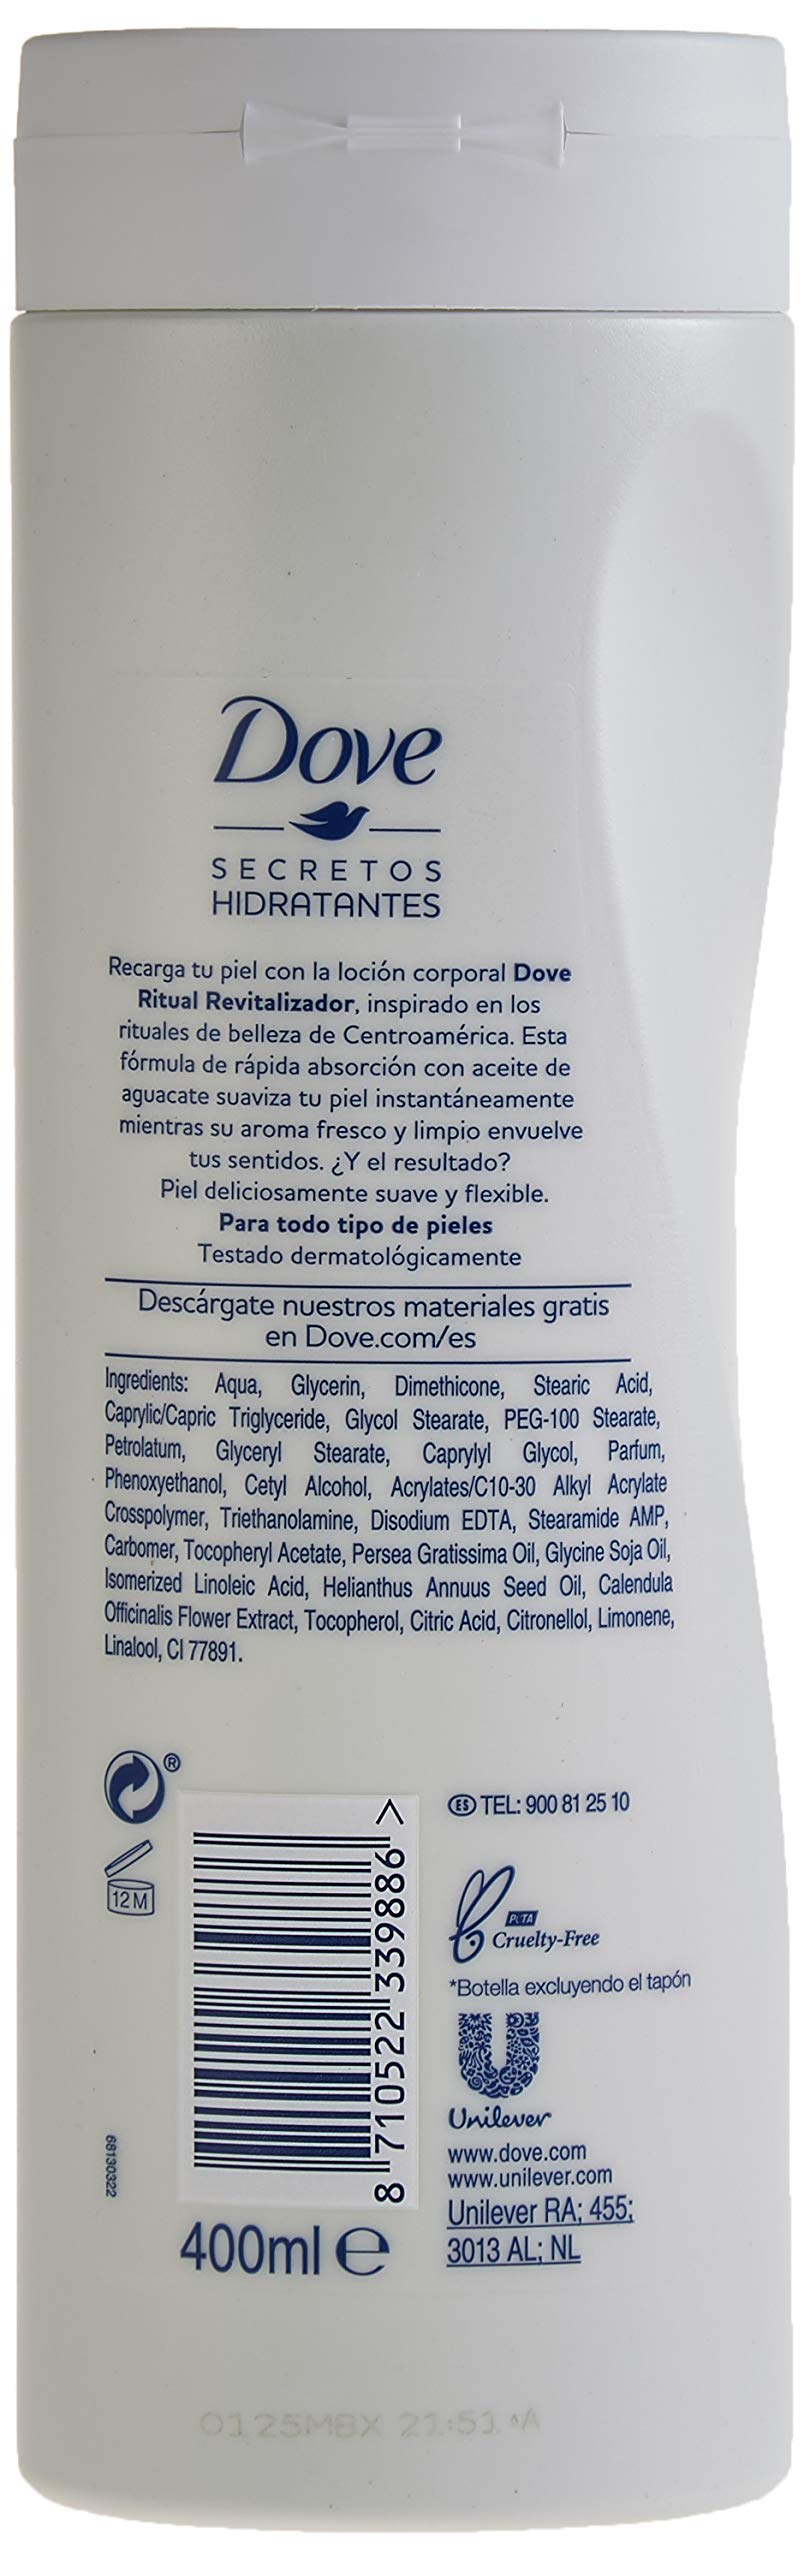 Dove
SECRETOS
HIDRATANTES
Recarga tu piel con la loción corporal Dove
Ritual Revitalizador, inspirado en los
rituales de belleza de Centroamérica. Esta
fórmula de rápida absorción con aceite de
aguacate suaviza tu piel instantáneamente
mientras su aroma fresco y limpio envuelve
tus sentidos. ¿Y el resultado?
Piel deliciosamente suave y flexible.
Para todo tipo de pieles
Testado dermatológicamente
Descárgate nuestros materiales gratis
en Dove.com/es
Ingredients: Aqua, Glycerin, Dimethicone, Stearic Acid,
Caprylic/Capric Triglyceride, Glycol Stearate, PEG-100 Stearate,
Petrolatum, Glyceryl Stearate, Caprylyl Glycol, Parfum,
Phenoxyethanol, Cetyl Alcohol, Acrylates/C10-30 Alkyl Acrylate
Crosspolymer, Triethanolamine, Disodium EDTA, Stearamide AMP,
Carbomer, Tocopheryl Acetate, Persea Gratissima Oil, Glycine Soja Oil,
Isomerized Linoleic Acid, Helianthus Annuus Seed Oil, Calendula
Officinalis Flower Extract, Tocopherol, Citric Acid, Citronellol, Limonene,
Linalool, CI 77891.
®
12M
68130322
8 710522 339886 >
400ml e
ES TEL: 900 81 25 10
PETA
Cruelty-Free
*Botella excluyendo el tapón
Unilever
www.dove.com
www.unilever.com
Unilever RA; 455;
3013 AL; NL
0125MBX 21:51 A